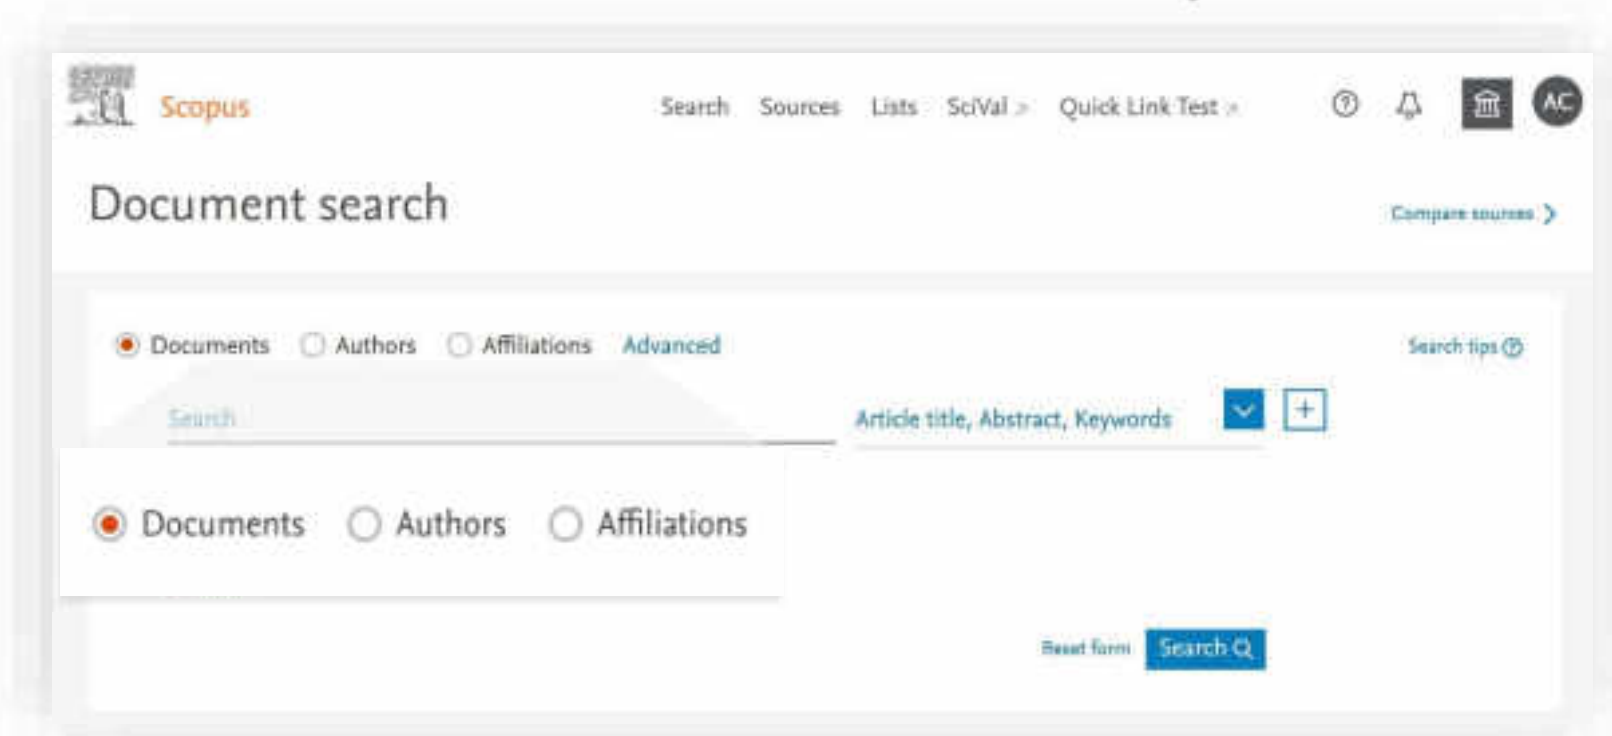 Scopus
Search Sources Lists SciVal Quick Link Test AC
Document search
Compare sources
Documents Authors Affiliations Advanced
Search tips
Search
Article title, Abstract, Keywords
Documents Authors Affiliations
Reset form Search